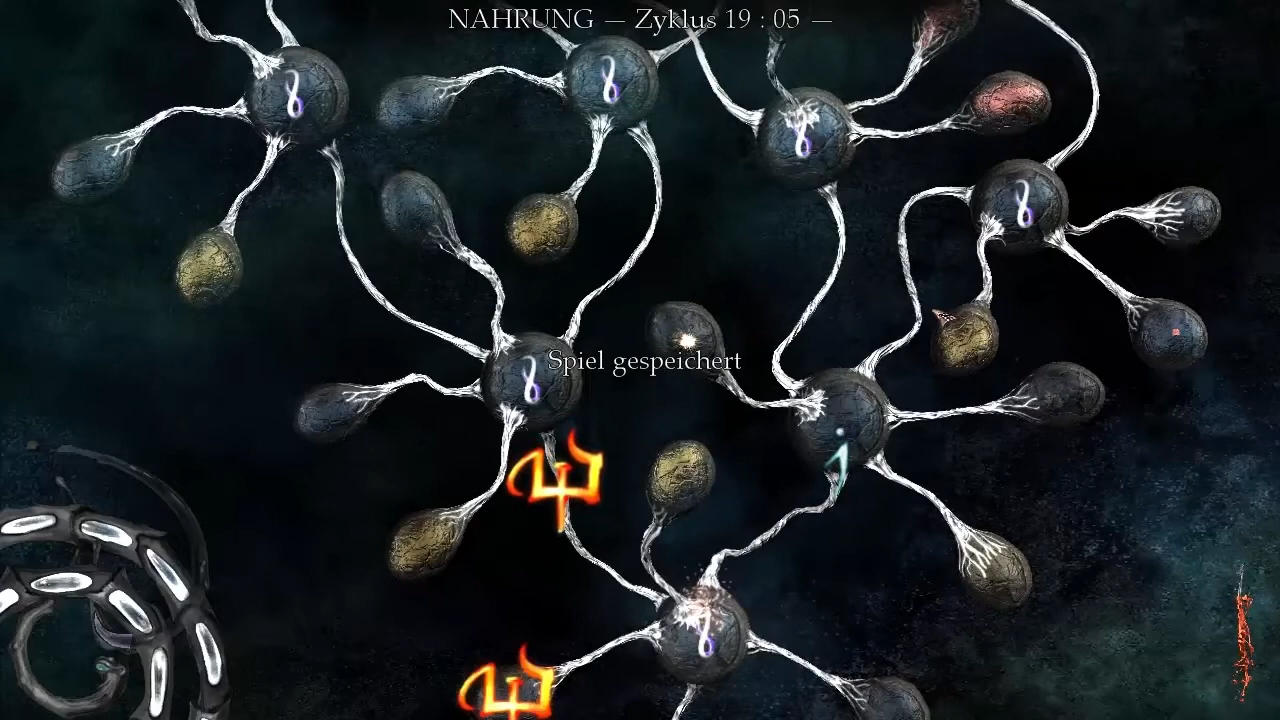 NAHRUNG — Zyklus 19 : 05 —
Spiel gespeichert